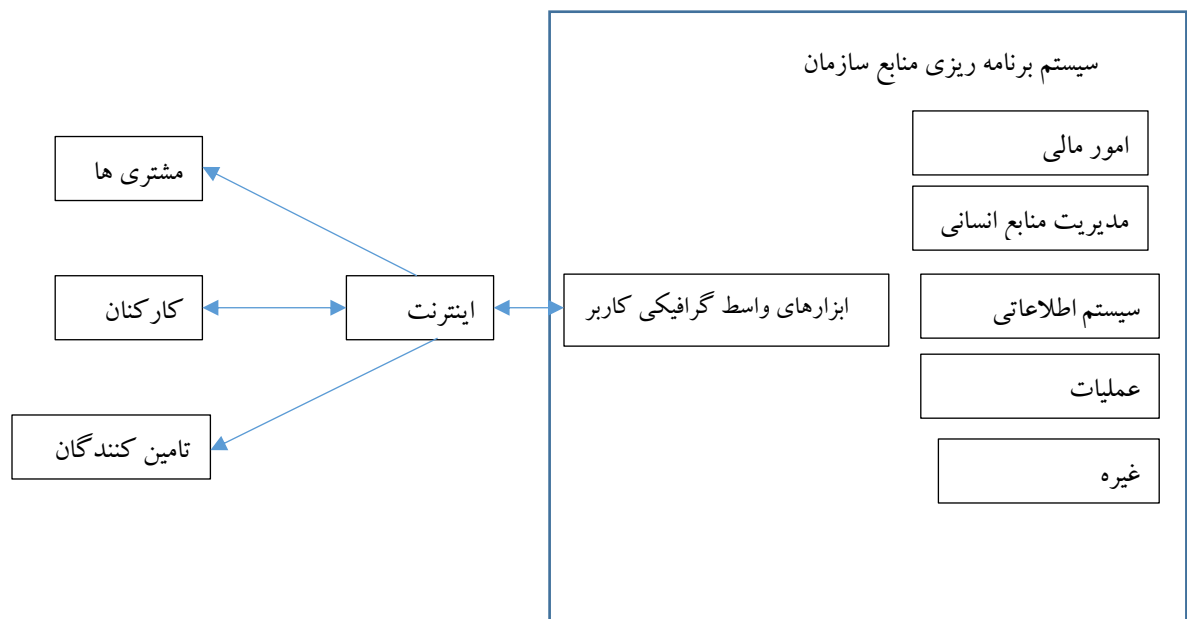 سیستم برنامه ریزی منابع سازمان
امور مالی
مدیریت منابع انسانی
سیستم اطلاعاتی
عملیات
غیره
ابزارهای واسط گرافیکی کاربر
اینترنت
مشتری ها
کارکنان
تامین کنندگان